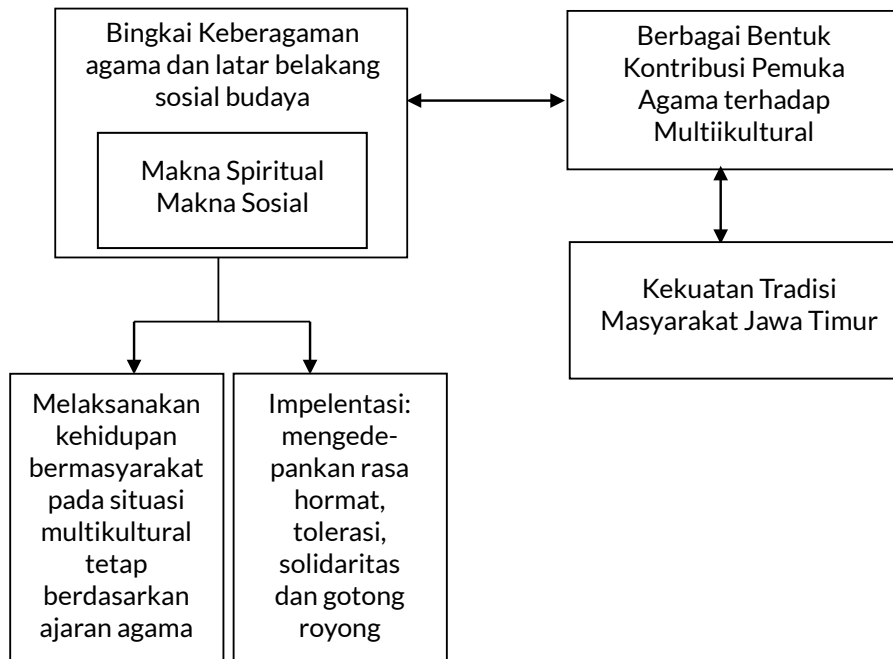 Bingkai Keberagaman
agama dan latar belakang
sosial budaya
Makna Spiritual
Makna Sosial
Berbagai Bentuk
Kontribusi Pemuka
Agama terhadap
Multiikultural
Kekuatan Tradisi
Masyarakat Jawa Timur
Melaksanakan
kehidupan
bermasyarakat
pada situasi
multikultural
tetap
berdasarkan
ajaran agama
Impelentasi:
mengede-
pankan rasa
hormat,
tolerasi,
solidaritas
dan gotong
royong